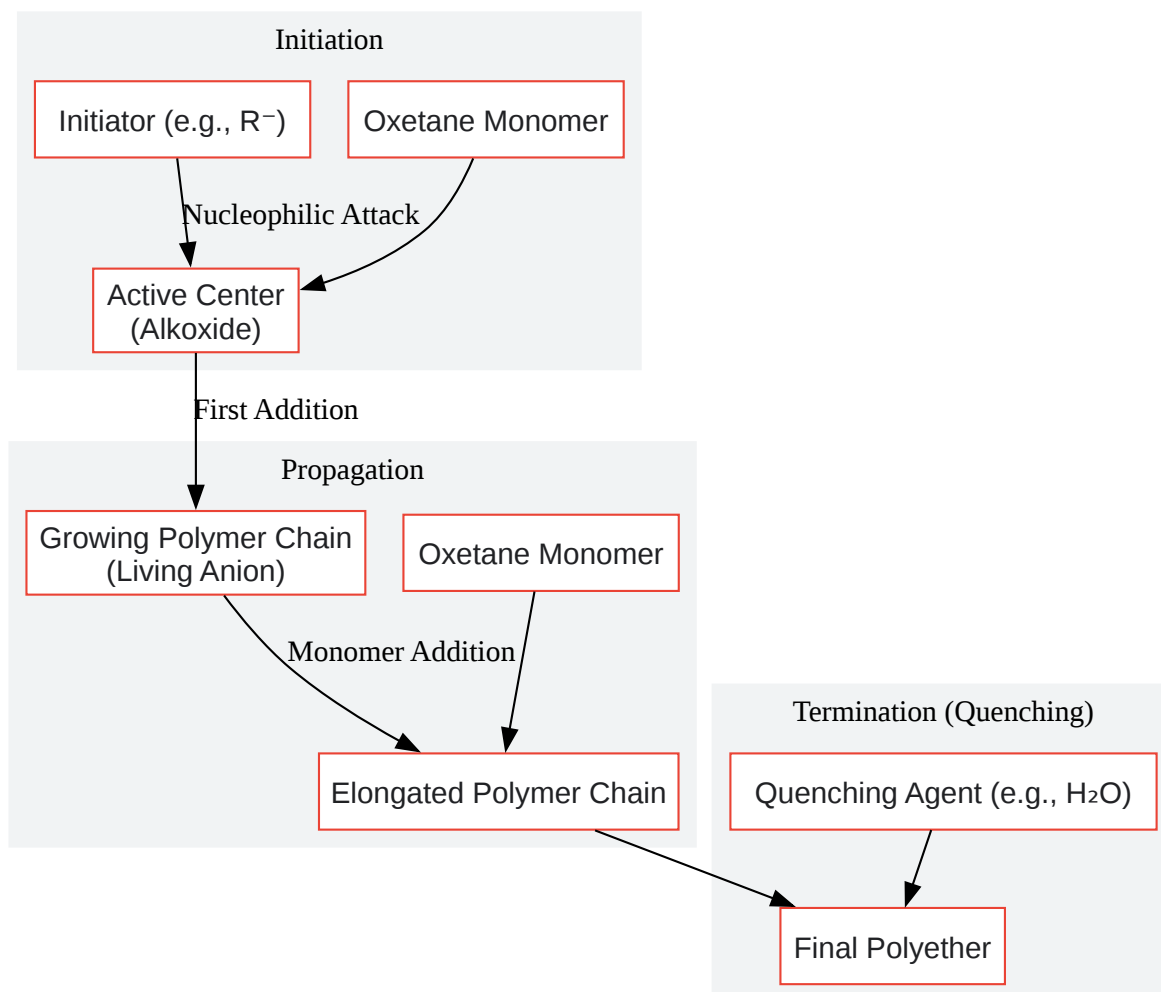 Initiation
Initiator (e.g., R⁻)
Oxetane Monomer
Nucleophilic Attack
Active Center
(Alkoxide)
First Addition
Propagation
Growing Polymer Chain
(Living Anion)
Oxetane Monomer
Monomer Addition
Elongated Polymer Chain
Termination (Quenching)
Quenching Agent (e.g., H₂O)
Final Polyether